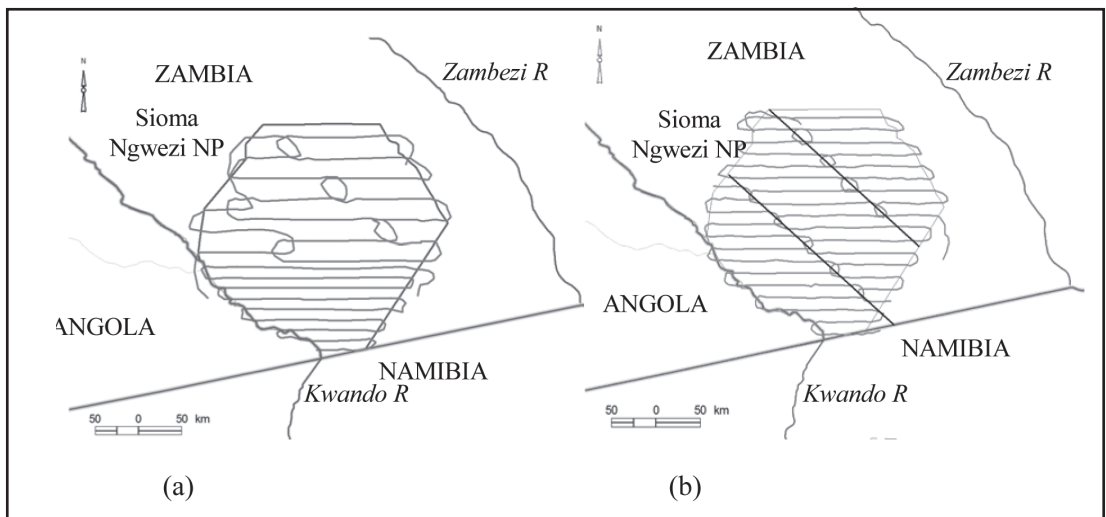 N
ZAMBIA
Zambezi R
Sioma
Ngwezi NP
ANGOLA
NAMIBIA
Kwando R
50 0 50 km
(a)
N
ZAMBIA
Zambezi R
Sioma
Ngwezi NP
ANGOLA
NAMIBIA
Kwando R
50 0 50 km
(b)